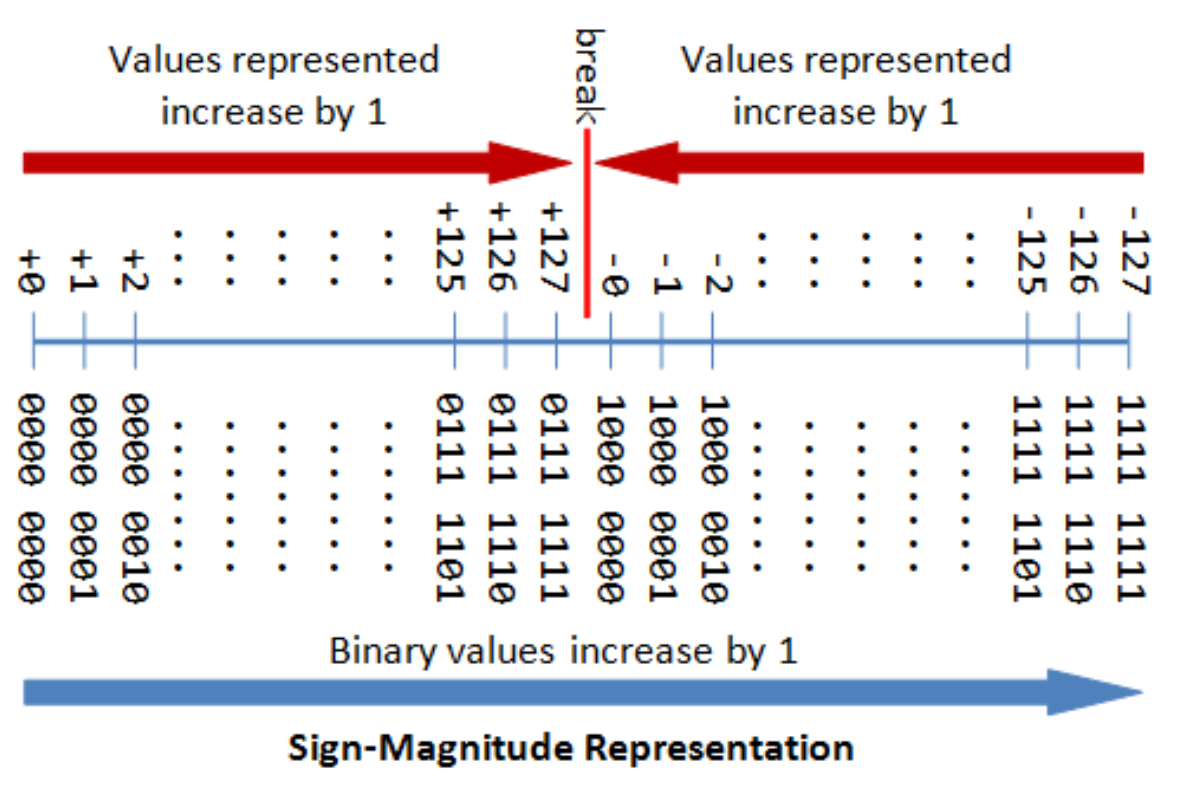 Values represented
increase by 1
break
Values represented
increase by 1
+0 +1 +2 +125 +126 +127 -0 -1 -2 -125 -126 -127
0000 0000
0000 0001
0000 0010
0111 1101
0111 1110
0111 1111
1000 0000
1000 0001
1000 0010
1111 1101
1111 1110
1111 1111
Binary values increase by 1
Sign-Magnitude Representation